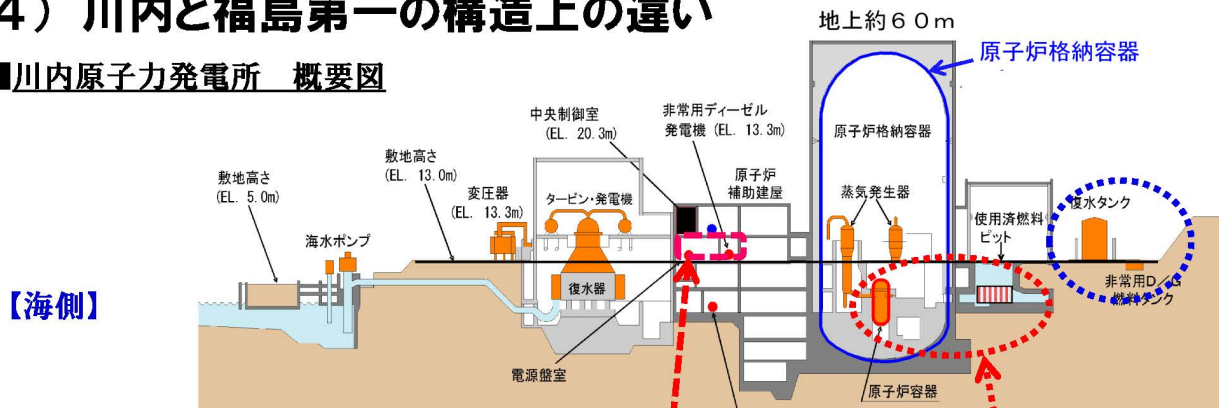 4）川内と福島第一の構造上の違い
地上約６０ｍ
■川内原子力発電所　概要図
原子炉格納容器
中央制御室
(EL. 20.3m)
非常用ディーゼル
発電機 (EL. 13.3m)
原子炉格納容器
敷地高さ
(EL. 13.0m)
敷地高さ
(EL. 5.0m)
変圧器
(EL. 13.3m)
タービン・発電機
原子炉
補助建屋
蒸気発生器
使用済燃料
ピット
復水タンク
海水ポンプ
復水器
非常用D／G
燃料タンク
【海側】
電源盤室
原子炉容器